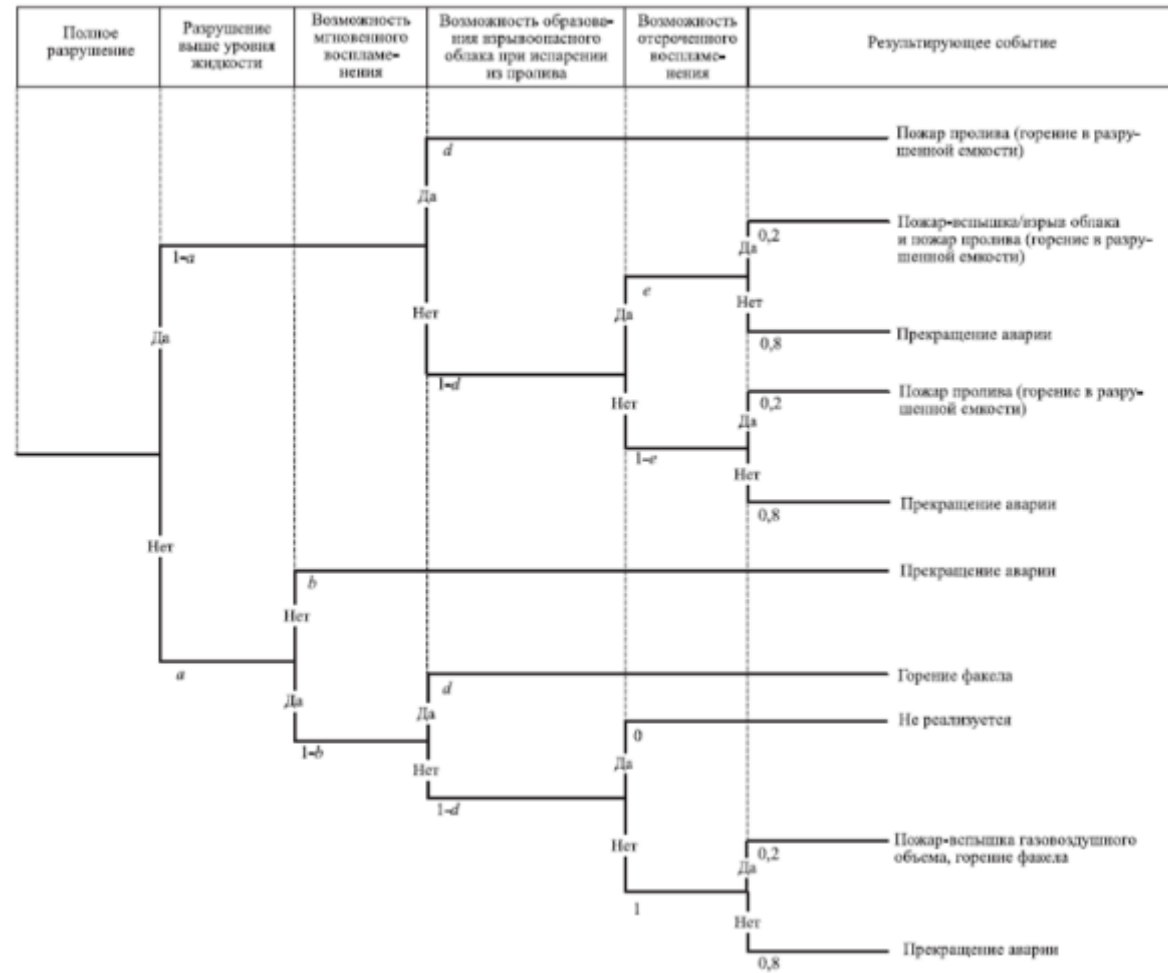 Полное
разрушение
Разрушение
выше уровня
жидкости
Возможность
мгновенного
воспламе-
нения
Возможность образова-
ния взрывоопасного
облака при испарении
из пролива
Возможность
отсроченного
воспламе-
нения
Результирующее событие
d
Пожар пролива (горение в разру-
шенной емкости)
Да
0,2
Пожар-вспышка/взрыв облака
и пожар пролива (горение в разру-
шенной емкости)
Да
1-a
e
Нет
Нет
Да
Да
0,8
Прекращение аварии
1-d
Нет
0,2
Пожар пролива (горение в разру-
шенной емкости)
Да
1-e
Нет
0,8
Прекращение аварии
Нет
b
Прекращение аварии
Нет
a
d
Горение факела
Да
Да
0
Не реализуется
1-b
Нет
Да
1-d
Нет
0,2
Пожар-вспышка газовоздушного
объема, горение факела
Да
1
Нет
0,8
Прекращение аварии